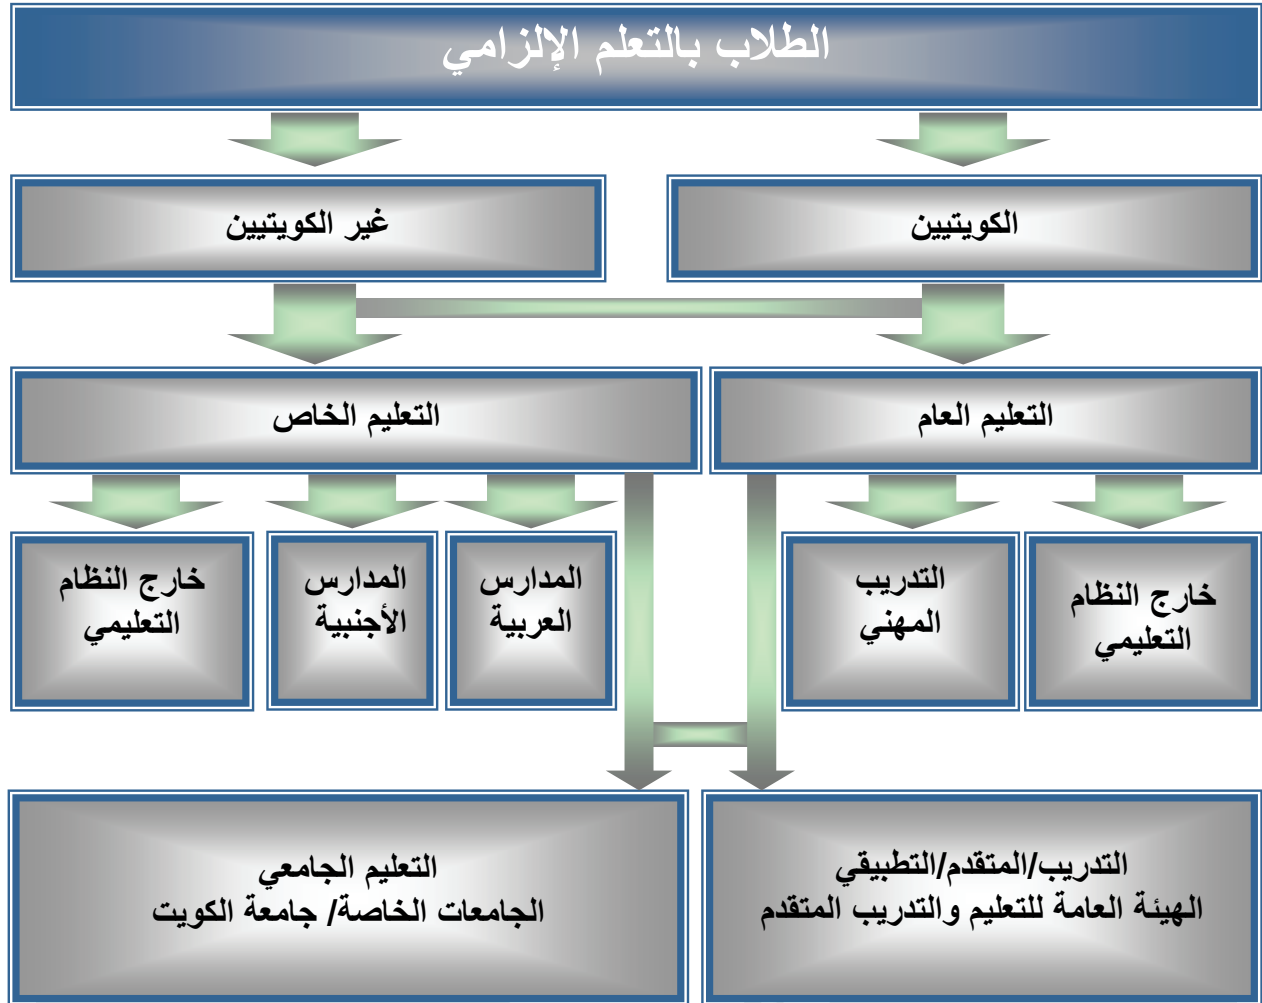 الطلاب بالتعلم الإلزامي
الكويتيين
غير الكويتيين
التعليم العام
التعليم الخاص
خارج النظام
التعليمي
التدريب
المهني
المدارس
العربية
المدارس
الأجنبية
خارج النظام
التعليمي
التدريب/المتقدم/التطبيقي
الهيئة العامة للتعليم والتدريب المتقدم
التعليم الجامعي
الجامعات الخاصة/ جامعة الكويت